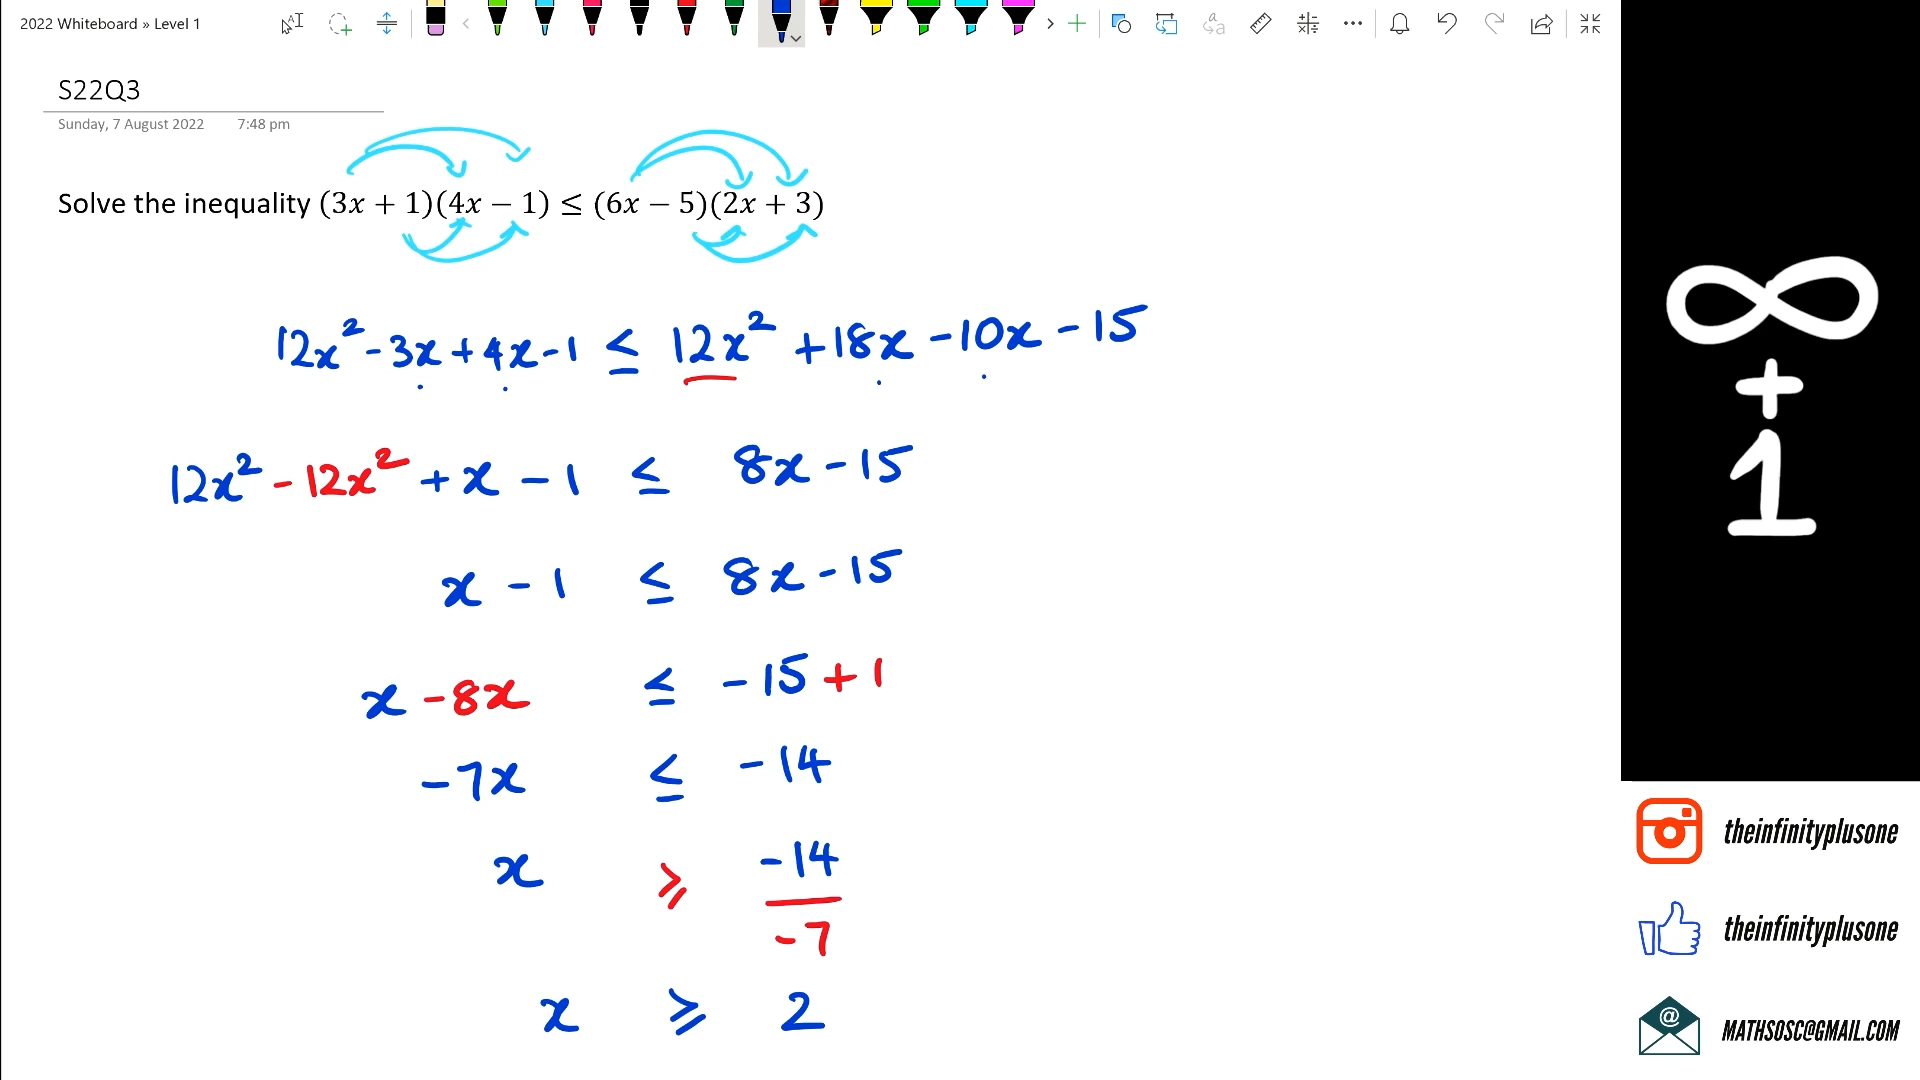 2022 Whiteboard » Level 1
S22Q3
Sunday, 7 August 2022 7:48 pm
Solve the inequality (3x + 1)(4x − 1) ≤ (6x − 5)(2x + 3)
12x² - 3x + 4x - 1 ≤ 12x² + 18x - 10x - 15
12x² - 12x² + x - 1 ≤ 8x - 15
x - 1 ≤ 8x - 15
x - 8x ≤ -15 + 1
-7x ≤ -14
x ⩾ -14/-7
x ⩾ 2
∞
+
1
theinfinityplusone
theinfinityplusone
MATHSOSC@GMAIL.COM